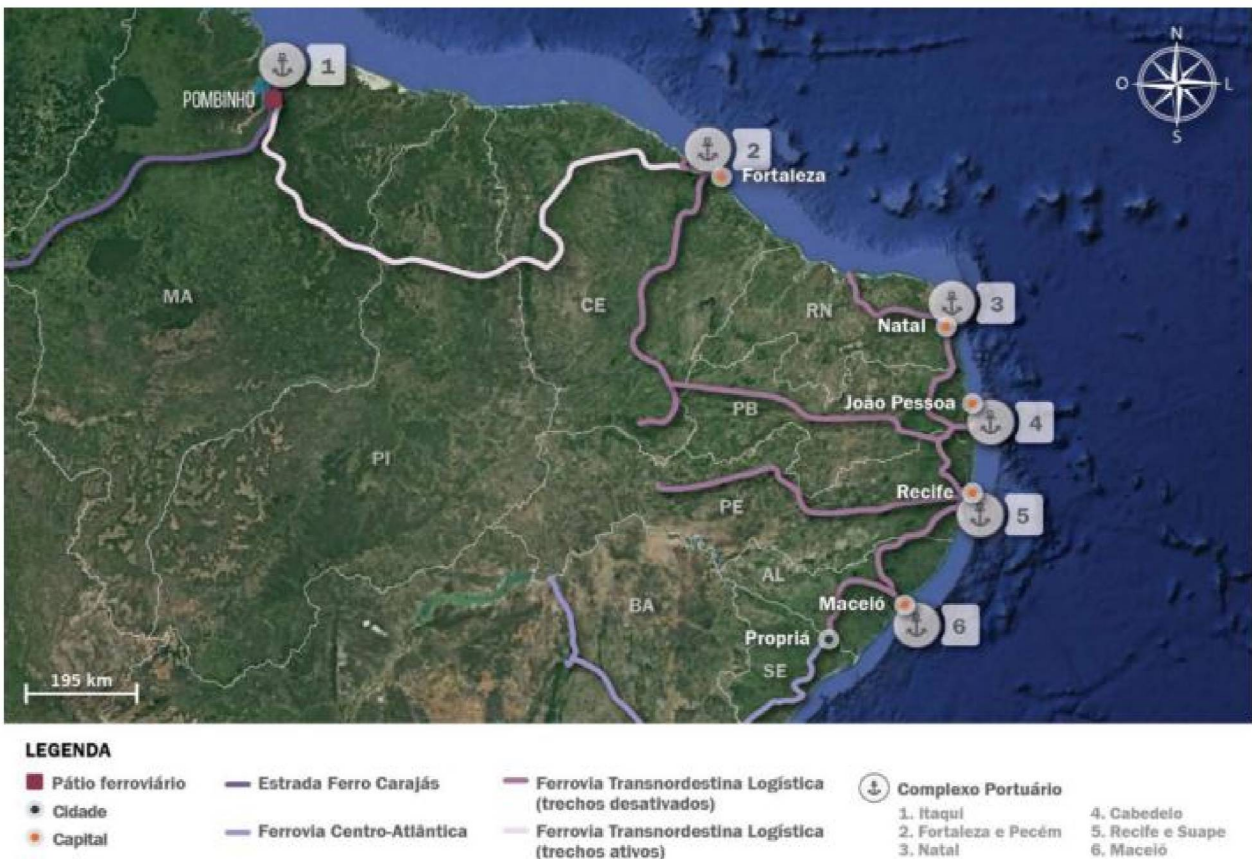 N
O L
S
1
POMBINHO
2
Fortaleza
MA
CE
RN
3
Natal
João Pessoa
PB
4
PI
Recife
PE
5
AL
BA
Maceió
6
Propriá
SE
195 km
LEGENDA
Pátio ferroviário
Cidade
Capital
Estrada Ferro Carajás
Ferrovia Centro-Atlântica
Ferrovia Transnordestina Logística
(trechos desativados)
Ferrovia Transnordestina Logística
(trechos ativos)
Complexo Portuário
1. Itaqui
2. Fortaleza e Pecém
3. Natal
4. Cabedelo
5. Recife e Suape
6. Maceió